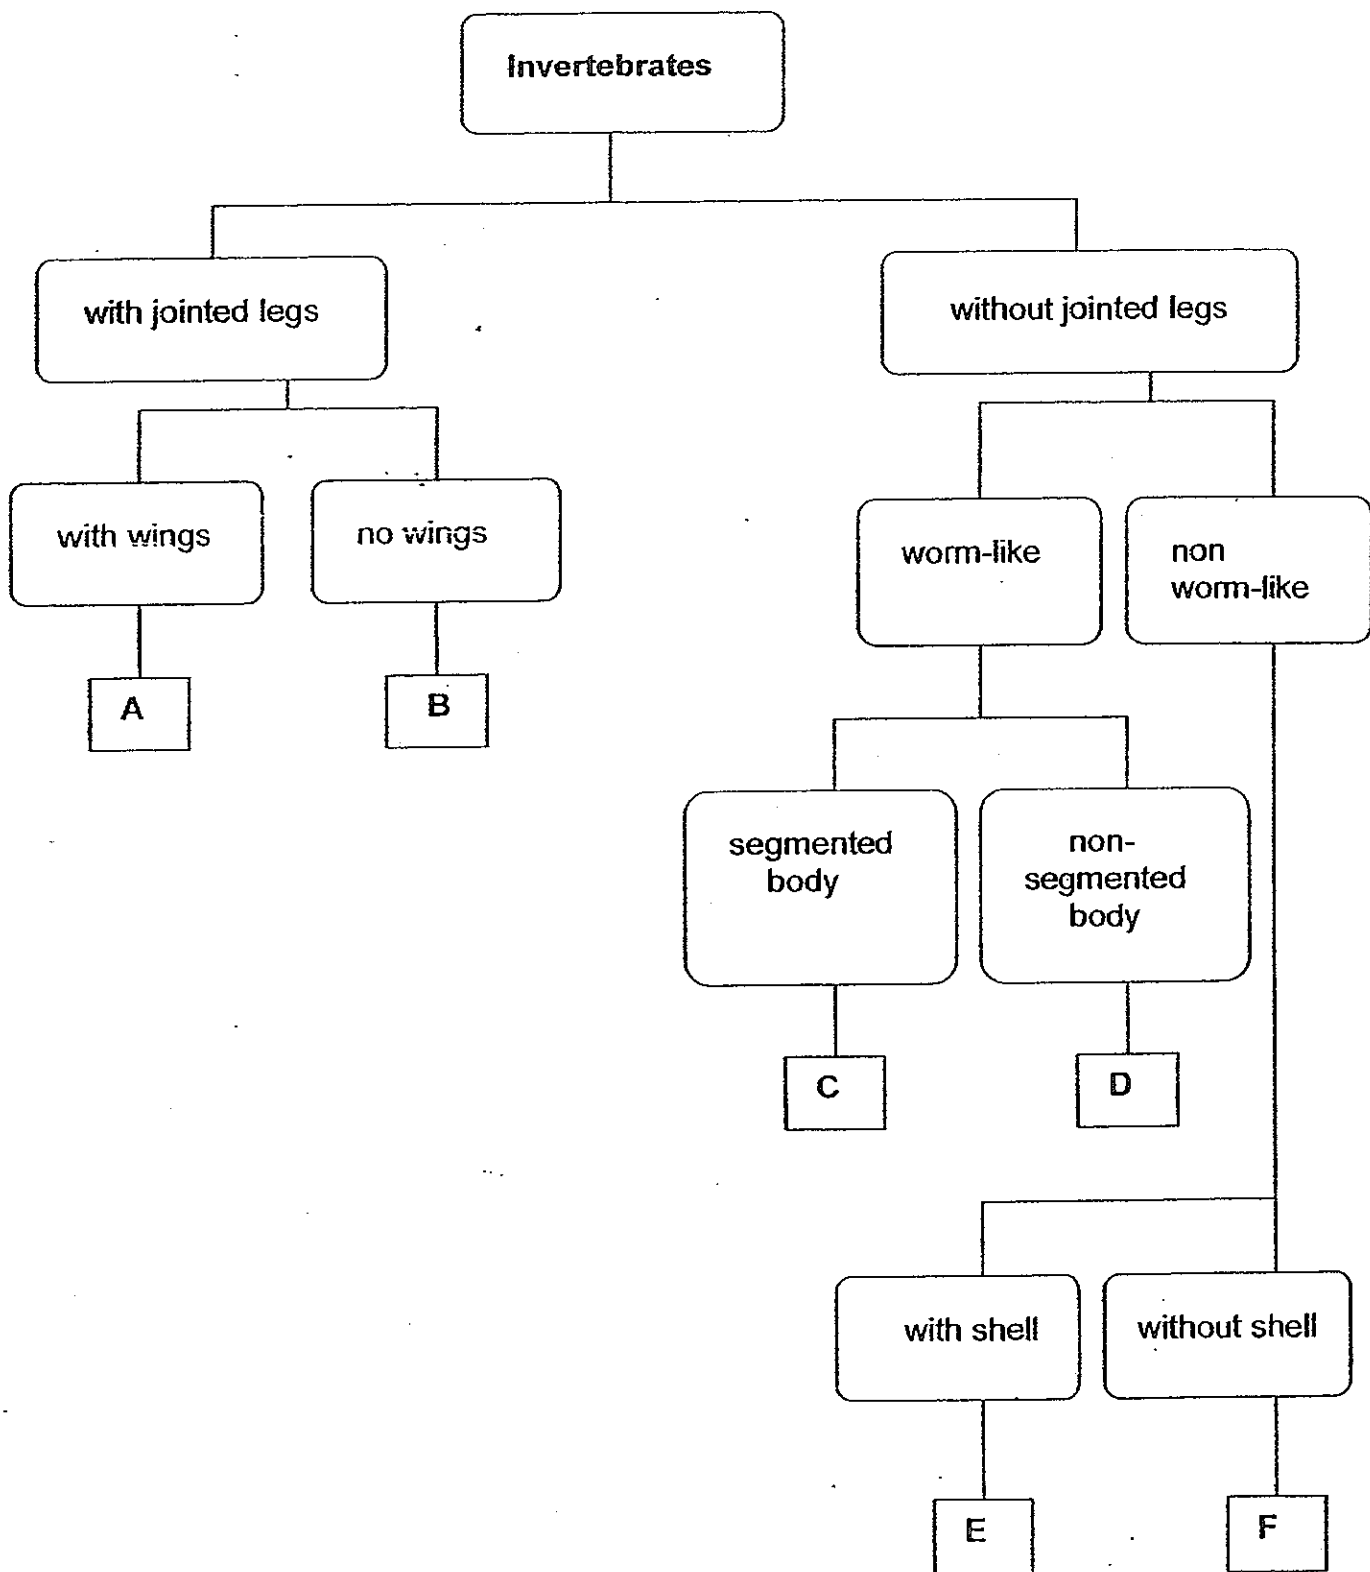 Invertebrates
with jointed legs
without jointed legs
with wings
no wings
worm-like
non
worm-like
A
B
segmented
body
non-
segmented
body
C
D
with shell
without shell
E
F